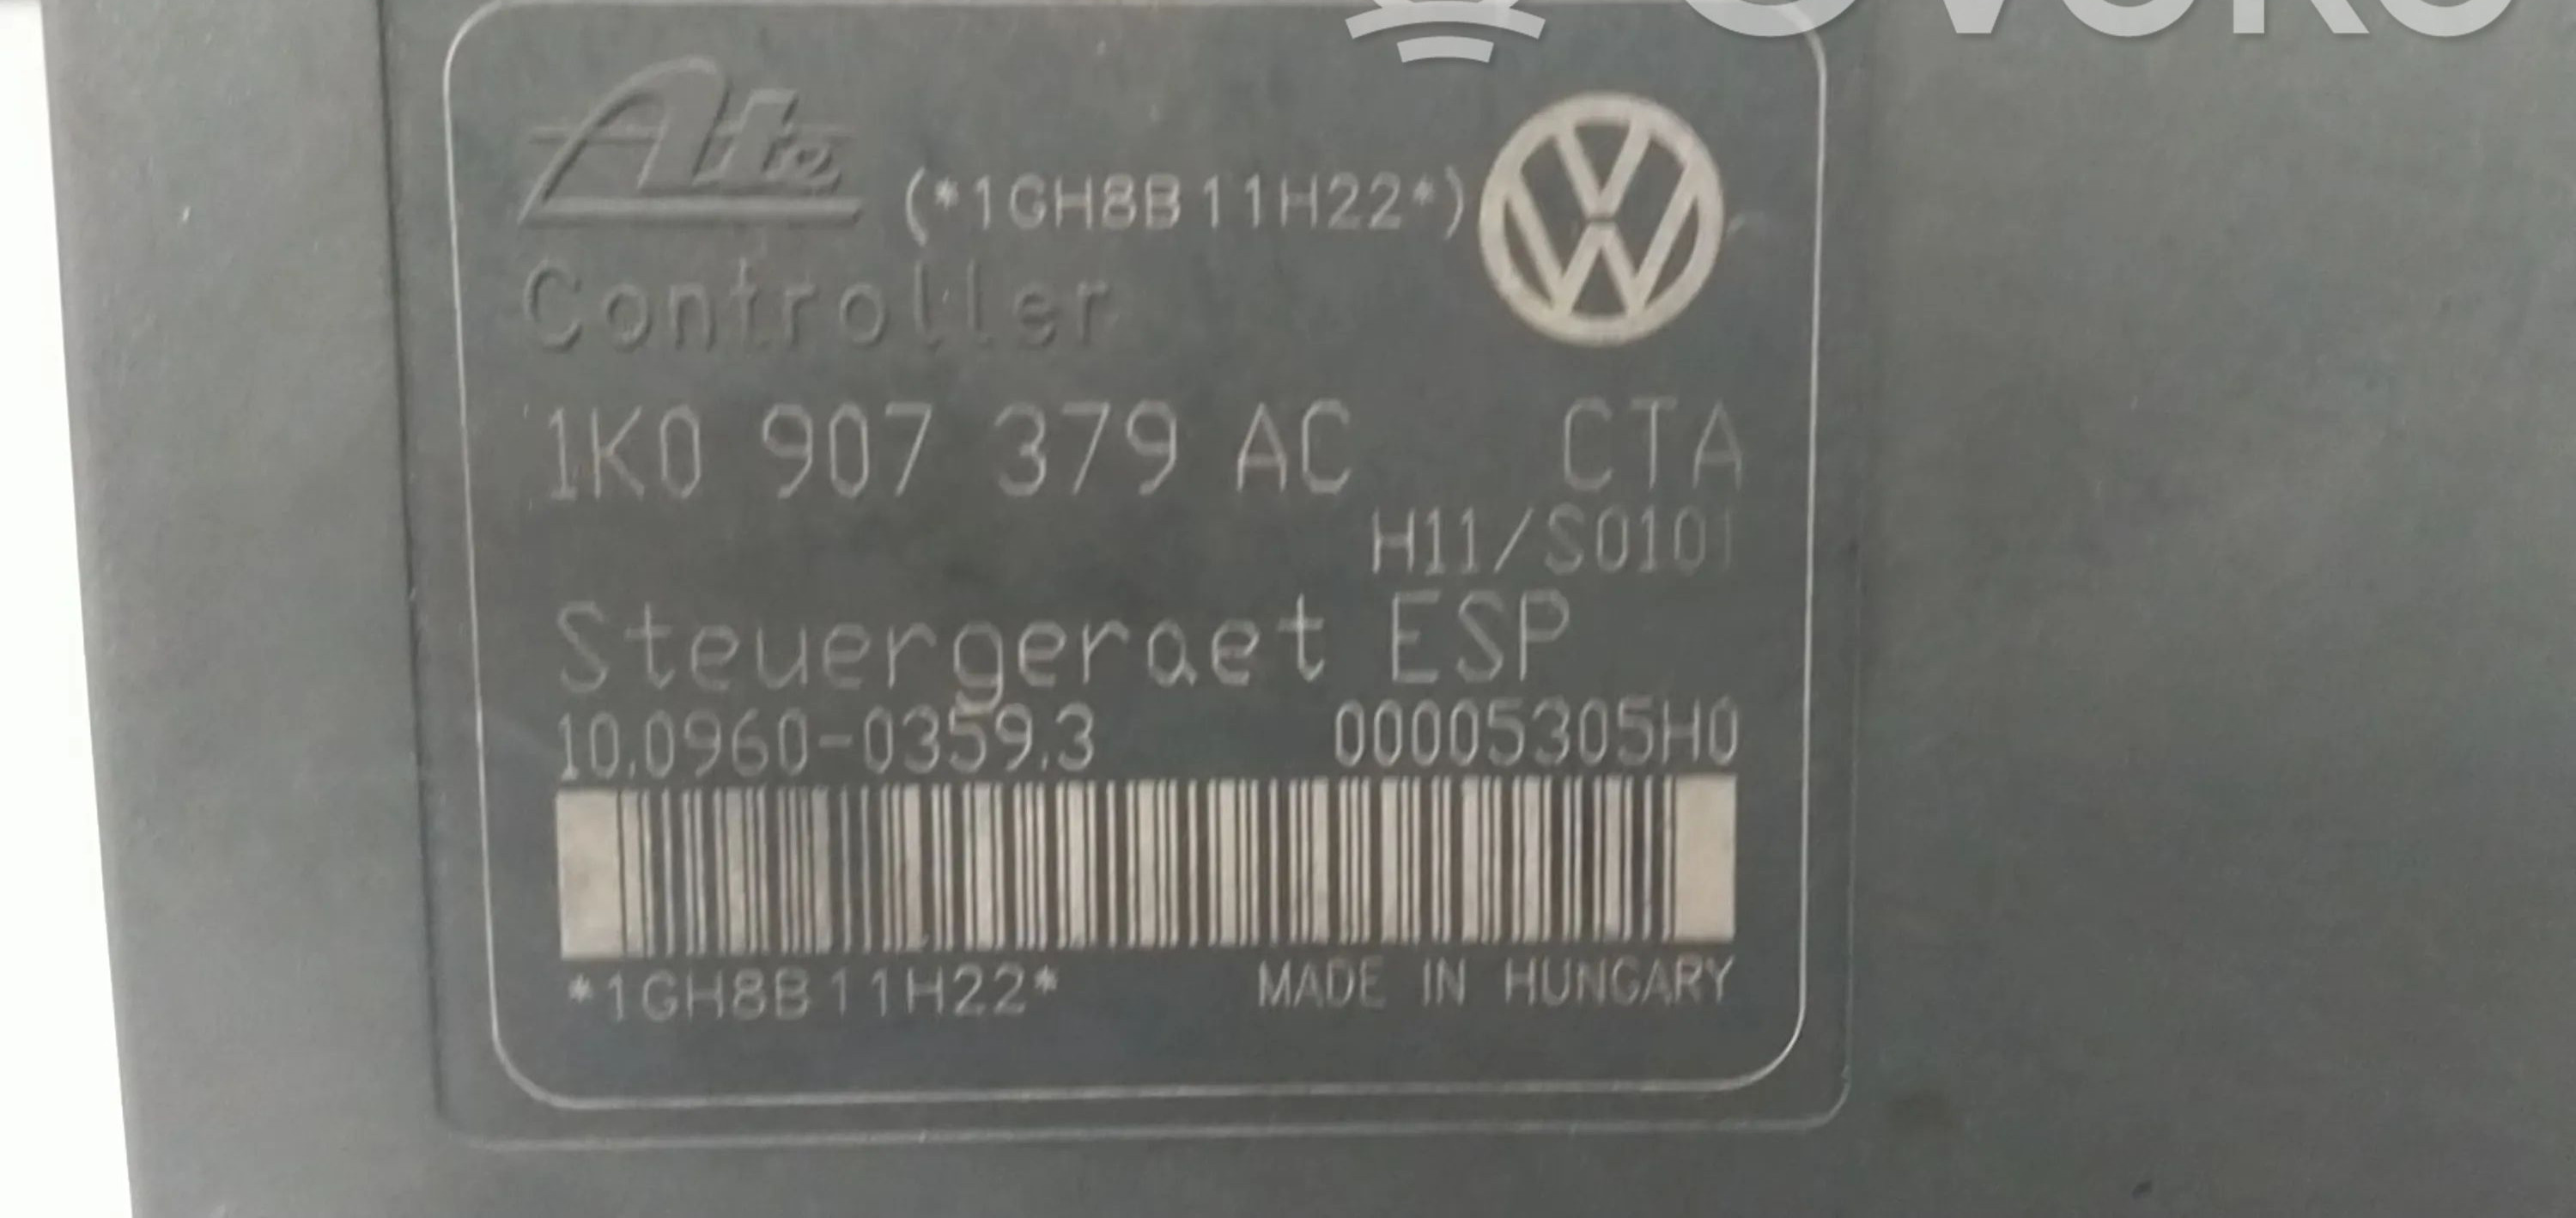 Ate (*1GH8B11H22*)
Controller
1K0 907 379 AC CTA
H11/S0101
Steuergeraet ESP
10.0960-0359.3 00005305H0
*1GH8B11H22* MADE IN HUNGARY